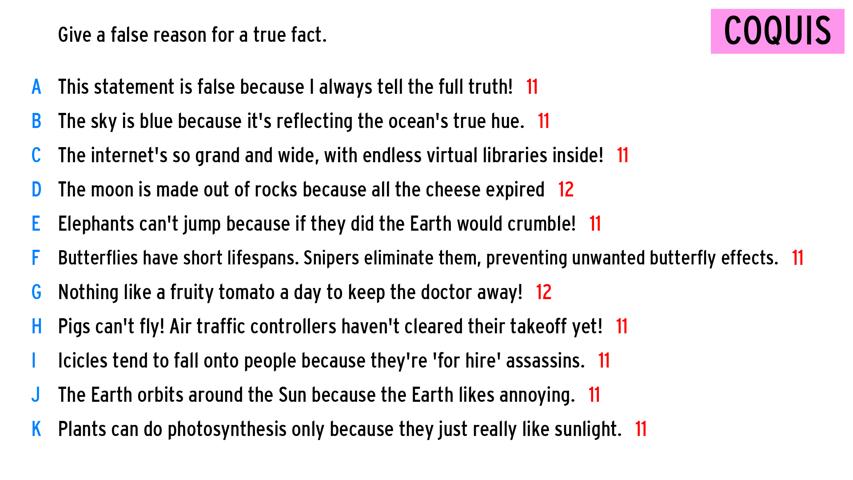 Give a false reason for a true fact.
COQUIS
A This statement is false because I always tell the full truth! 11
B The sky is blue because it's reflecting the ocean's true hue. 11
C The internet's so grand and wide, with endless virtual libraries inside! 11
D The moon is made out of rocks because all the cheese expired 12
E Elephants can't jump because if they did the Earth would crumble! 11
F Butterflies have short lifespans. Snipers eliminate them, preventing unwanted butterfly effects. 11
G Nothing like a fruity tomato a day to keep the doctor away! 12
H Pigs can't fly! Air traffic controllers haven't cleared their takeoff yet! 11
I Icicles tend to fall onto people because they're 'for hire' assassins. 11
J The Earth orbits around the Sun because the Earth likes annoying. 11
K Plants can do photosynthesis only because they just really like sunlight. 11